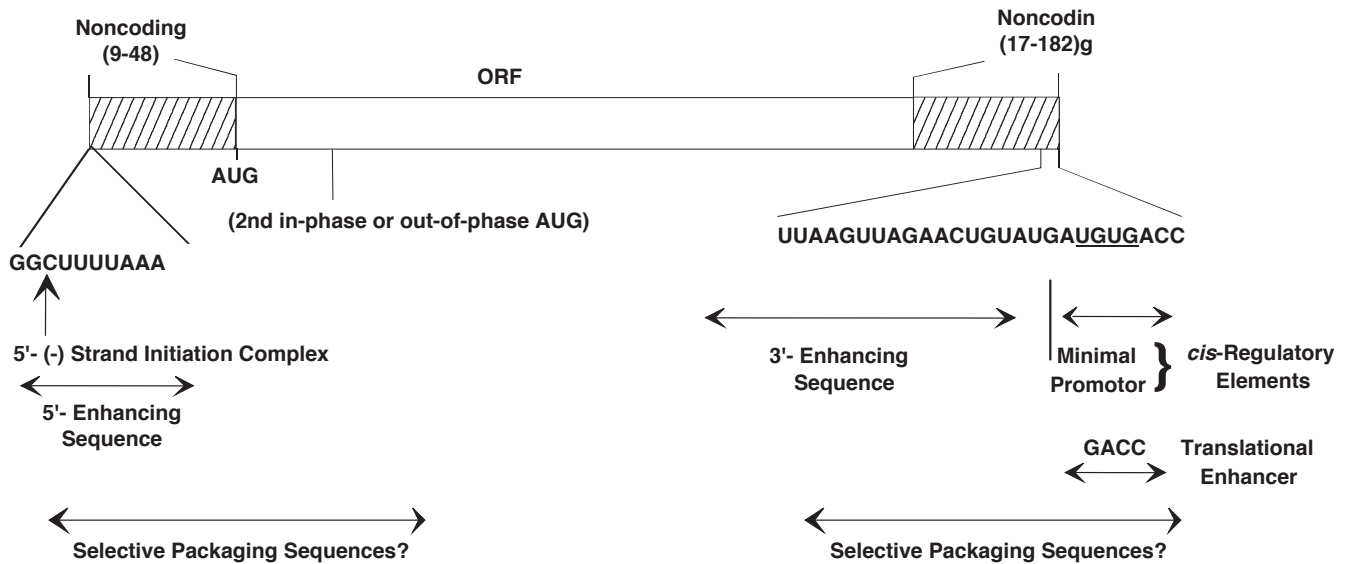 Noncoding
(9-48)
Noncodin
(17-182)g
ORF
AUG
(2nd in-phase or out-of-phase AUG)
GGCUUUUAAA
UUAAGUUAGAACUGUAUGAUGUGACC
5'- (-) Strand Initiation Complex
5'- Enhancing
Sequence
3'- Enhancing
Sequence
Minimal
Promotor
}
cis-Regulatory
Elements
GACC
Translational
Enhancer
Selective Packaging Sequences?
Selective Packaging Sequences?